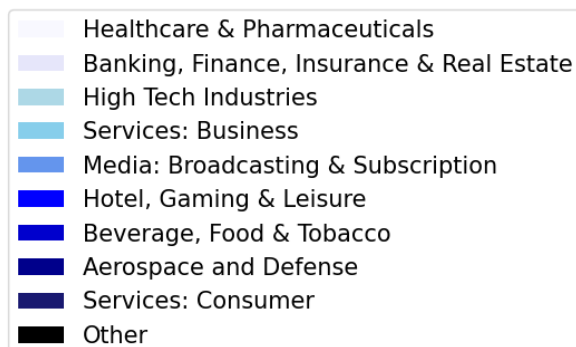 Healthcare & Pharmaceuticals
Banking, Finance, Insurance & Real Estate
High Tech Industries
Services: Business
Media: Broadcasting & Subscription
Hotel, Gaming & Leisure
Beverage, Food & Tobacco
Aerospace and Defense
Services: Consumer
Other